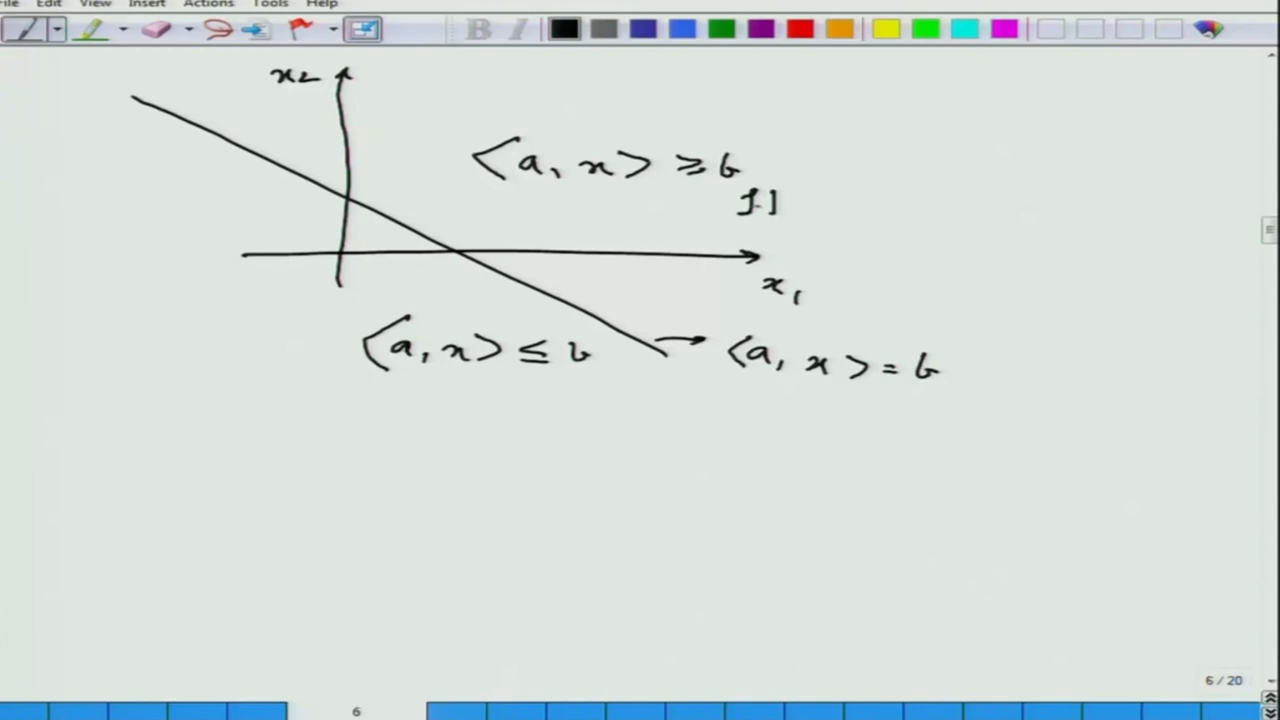 File Edit View Insert Actions Tools Help
B I
x₂
⟨a, x⟩ ≥ b
x₁
⟨a, x⟩ ≤ b
⟨a, x⟩ = b
6 / 20
6